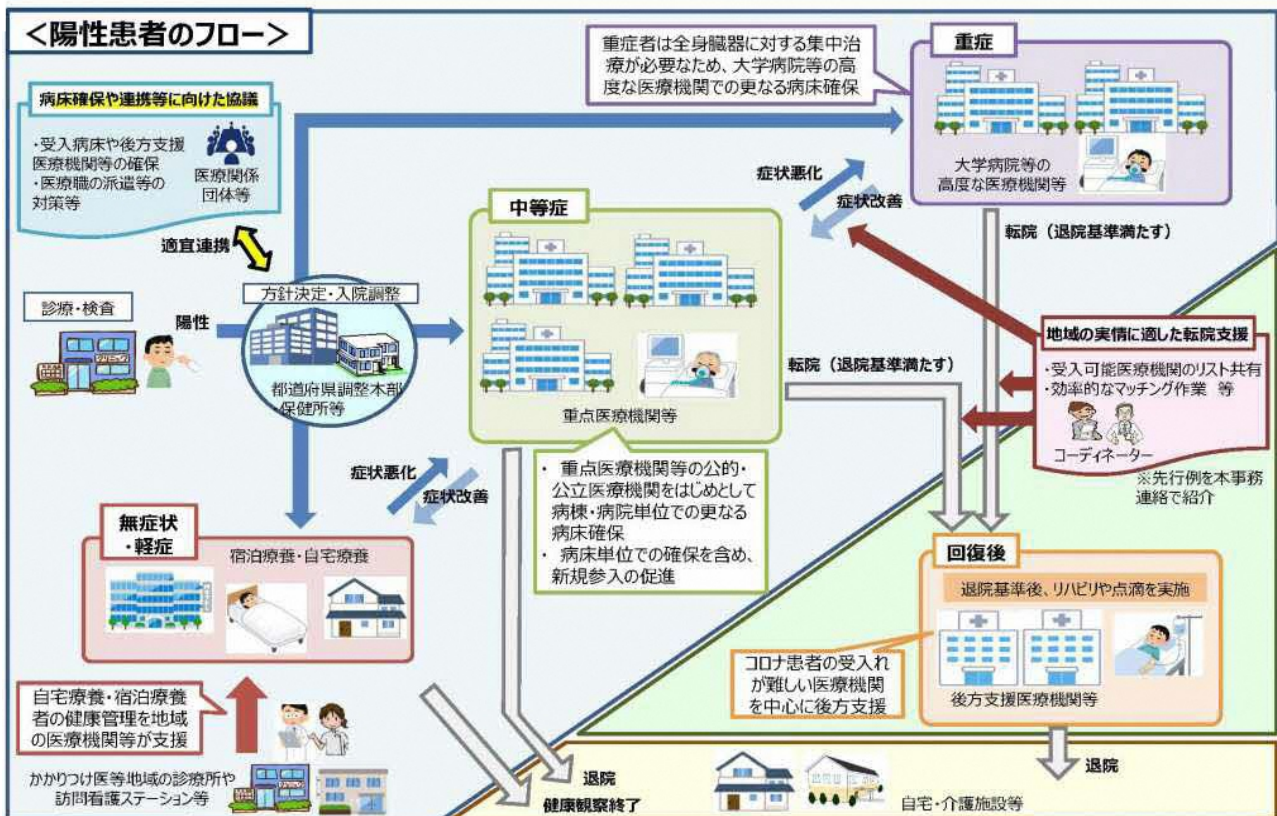 <陽性患者のフロー>
病床確保や連携等に向けた協議
・受入病床や後方支援
医療機関等の確保
・医療職の派遣等の
対策等
医療関係
団体等
適宜連携
診療・検査
クリニック
陽性
方針決定・入院調整
都道府県調整本部
・保健所等
重症者は全身臓器に対する集中治
療が必要なため、大学病院等の高
度な医療機関での更なる病床確保
重症
大学病院等の
高度な医療機関等
症状悪化
症状改善
中等症
重点医療機関等
・ 重点医療機関等の公的・
公立医療機関をはじめとして
病棟・病院単位での更なる
病床確保
・ 病床単位での確保を含め、
新規参入の促進
転院（退院基準満たす）
転院（退院基準満たす）
地域の実情に適した転院支援
・受入可能医療機関のリスト共有
・効率的なマッチング作業 等
コーディネーター
※先行例を本事務
連絡で紹介
症状悪化
症状改善
無症状
・軽症
宿泊療養・自宅療養
自宅療養・宿泊療養
者の健康管理を地域
の医療機関等が支援
かかりつけ医等地域の診療所や
訪問看護ステーション等
クリニック
回復後
退院基準後、リハビリや点滴を実施
後方支援医療機関等
コロナ患者の受入れ
が難しい医療機関
を中心に後方支援
退院
健康観察終了
自宅・介護施設等
退院